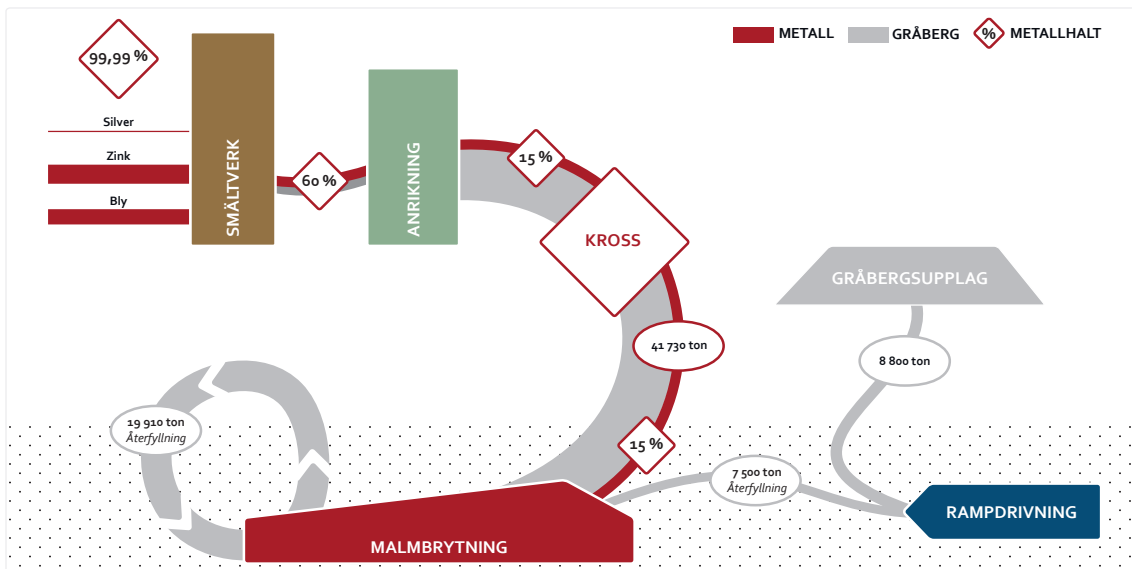 METALL
GRÅBERG
%
METALLHALT
99,99 %
Silver
Zink
Bly
SMÄLTVERK
60 %
ANRIKNING
15 %
KROSS
GRÅBERGSUPPLAG
41 730 ton
8 800 ton
19 910 ton
Återfyllning
15 %
7 500 ton
Återfyllning
RAMPDRIVNING
MALMBRYTNING